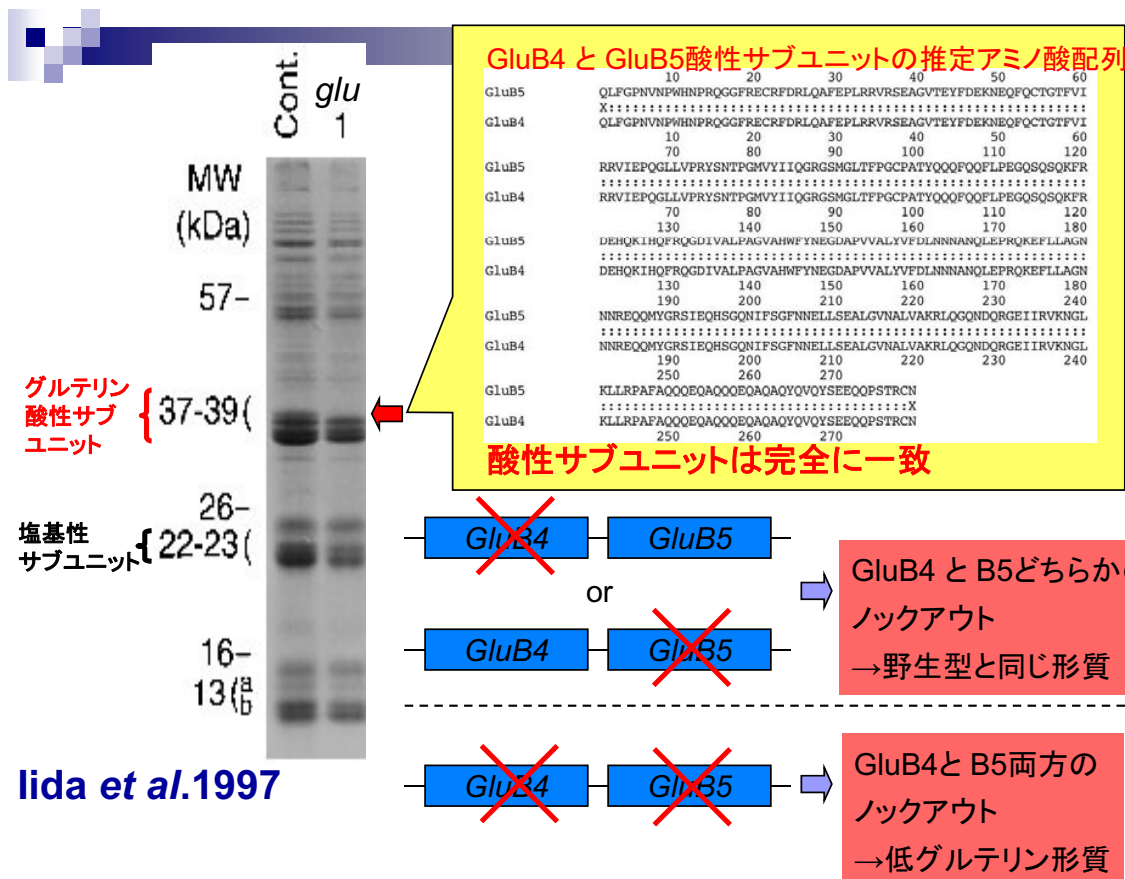 Cont.
glu
1
MW
(kDa)
57-
グルテリン
酸性サブ
ユニット
37-39(
26-
塩基性
サブユニット
22-23(
16-
13(a
b
Iida et al.1997
GluB4 と GluB5酸性サブユニットの推定アミノ酸配列
10 20 30 40 50 60
GluB5 QLFGPNVNPWHNPRQGGFRECRFDRLQAFEPLRRVRSEAGVTEYFDEKNEQFQCTGTFVI
X:::::::::::::::::::::::::::::::::::::::::::::::::::::::::::
GluB4 QLFGPNVNPWHNPRQGGFRECRFDRLQAFEPLRRVRSEAGVTEYFDEKNEQFQCTGTFVI
10 20 30 40 50 60
70 80 90 100 110 120
GluB5 RRVIEPQGLLVPRYSNTPGMVYIIQGRGSMGLTFPGCPATYQQQFQQFLPEGQSQSQKFR
::::::::::::::::::::::::::::::::::::::::::::::::::::::::::::
GluB4 RRVIEPQGLLVPRYSNTPGMVYIIQGRGSMGLTFPGCPATYQQQFQQFLPEGQSQSQKFR
70 80 90 100 110 120
130 140 150 160 170 180
GluB5 DEHQKIHQFRQGDIVALPAGVAHWFYNEGDAPVVALYVFDLNNNANQLEPRQKEFLLAGN
::::::::::::::::::::::::::::::::::::::::::::::::::::::::::::
GluB4 DEHQKIHQFRQGDIVALPAGVAHWFYNEGDAPVVALYVFDLNNNANQLEPRQKEFLLAGN
130 140 150 160 170 180
190 200 210 220 230 240
GluB5 NNREQQMYGRSIEQHSGQNIFSGFNNELLSEALGVNALVAKRLQGQNDQRGEIIRVKNGL
::::::::::::::::::::::::::::::::::::::::::::::::::::::::::::
GluB4 NNREQQMYGRSIEQHSGQNIFSGFNNELLSEALGVNALVAKRLQGQNDQRGEIIRVKNGL
190 200 210 220 230 240
250 260 270
GluB5 KLLRPAFAQQQEQAQQQEQAQAQYQVQYSEEQQPSTRCN
::::::::::::::::::::::::::::::::::::::X
GluB4 KLLRPAFAQQQEQAQQQEQAQAQYQVQYSEEQQPSTRCN
250 260 270
酸性サブユニットは完全に一致
GluB4 GluB5
or
GluB4 GluB5
GluB4 と B5どちらか
ノックアウト
→野生型と同じ形質
GluB4 GluB5
GluB4と B5両方の
ノックアウト
→低グルテリン形質